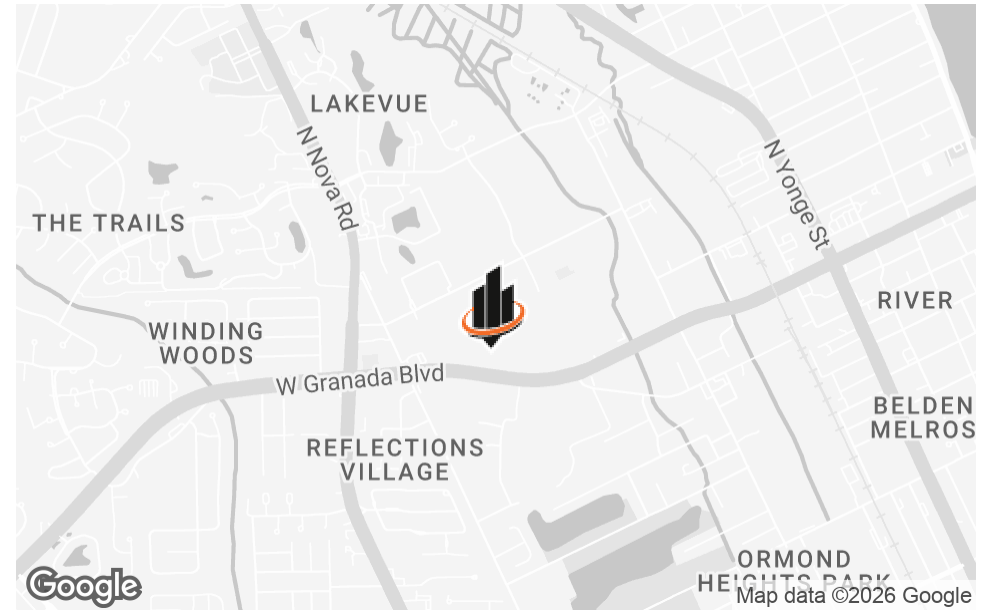 LAKEVUE
N Nova Rd
N Yonge St
THE TRAILS
RIVER
WINDING
WOODS
W Granada Blvd
BELDEN
MELROS
REFLECTIONS
VILLAGE
ORMOND
HEIGHTS PARK
Google
Map data ©2026 Google